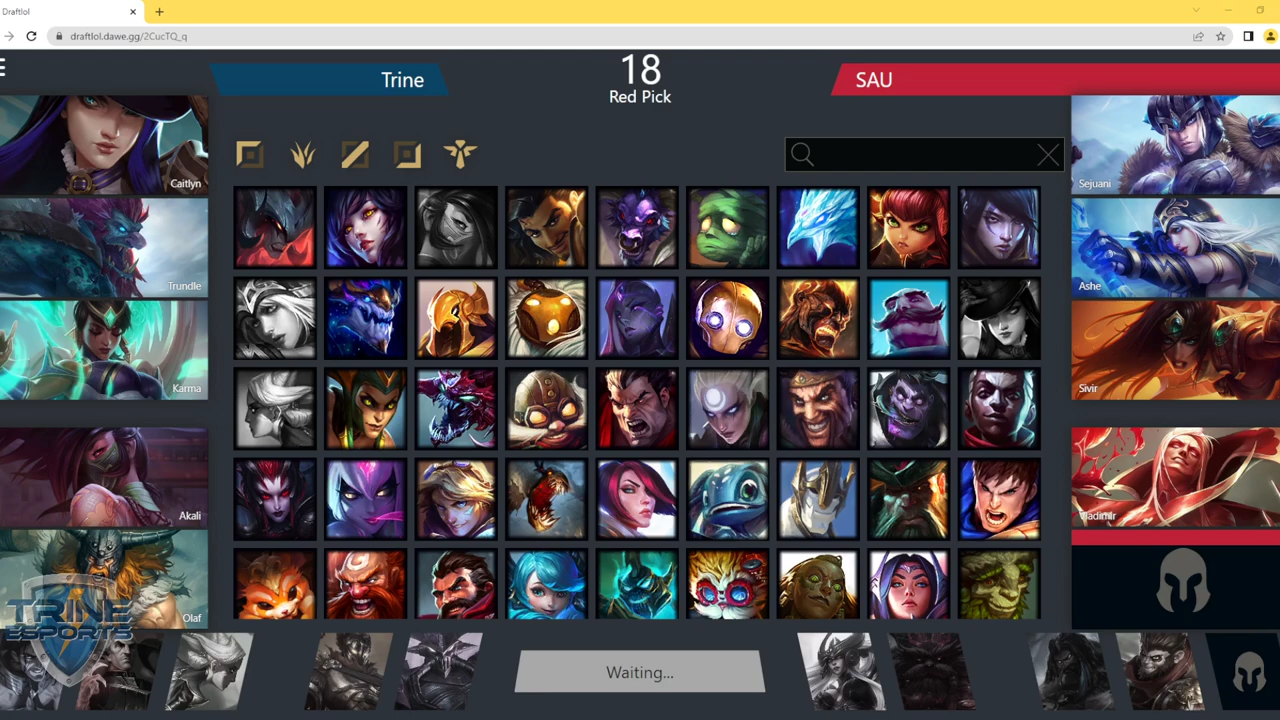 Draftlol
draftlol.dawe.gg/2CucTQ_q
Trine
18
Red Pick
SAU
Caitlyn
Trundle
Karma
Akali
Olaf
Sejuani
Ashe
Sivir
Vladimir
TRINE
ESPORTS
Waiting...